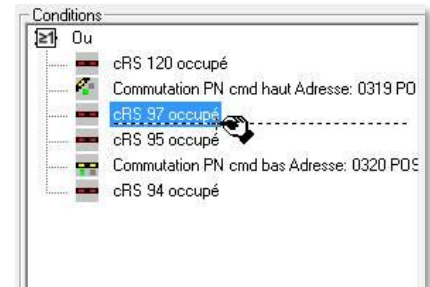 Conditions
≥1 Ou
cRS 120 occupé
Commutation PN cmd haut Adresse: 0319 PO
cRS 97 occupé
cRS 95 occupé
Commutation PN cmd bas Adresse: 0320 POS
cRS 94 occupé